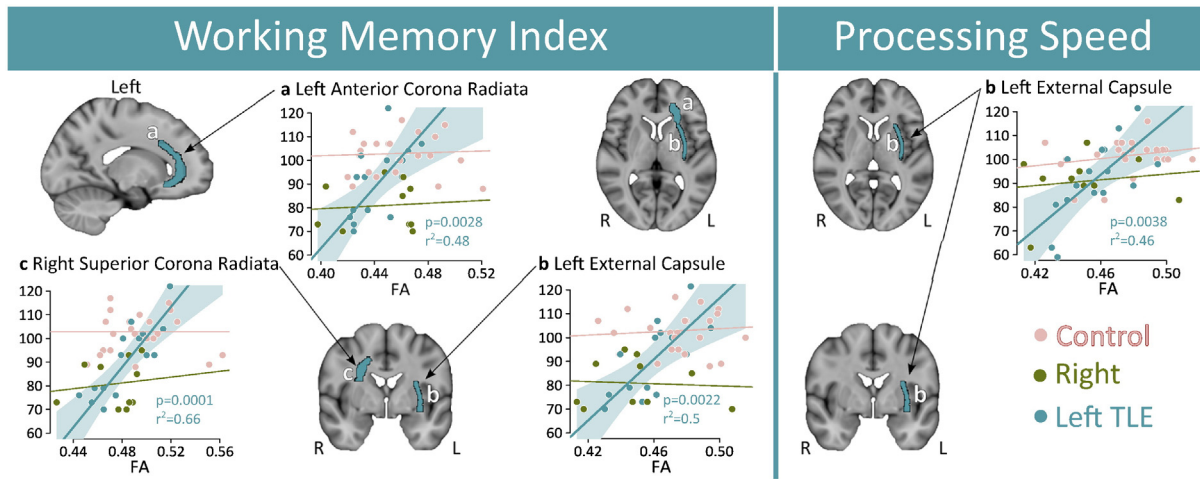 Working Memory Index
Processing Speed
Left
a Left Anterior Corona Radiata
a
120
110
100
90
80
70
60
p=0.0028
r²=0.48
0.40 0.44 0.48 0.52
FA
a
b
R L
c Right Superior Corona Radiata
120
110
100
90
80
70
60
p=0.0001
r²=0.66
0.44 0.48 0.52 0.56
FA
c
b
R L
b Left External Capsule
120
110
100
90
80
70
60
p=0.0022
r²=0.5
0.42 0.46 0.50
FA
b
R L
b Left External Capsule
120
110
100
90
80
70
60
p=0.0038
r²=0.46
0.42 0.46 0.50
FA
b
R L
Control
Right
Left TLE